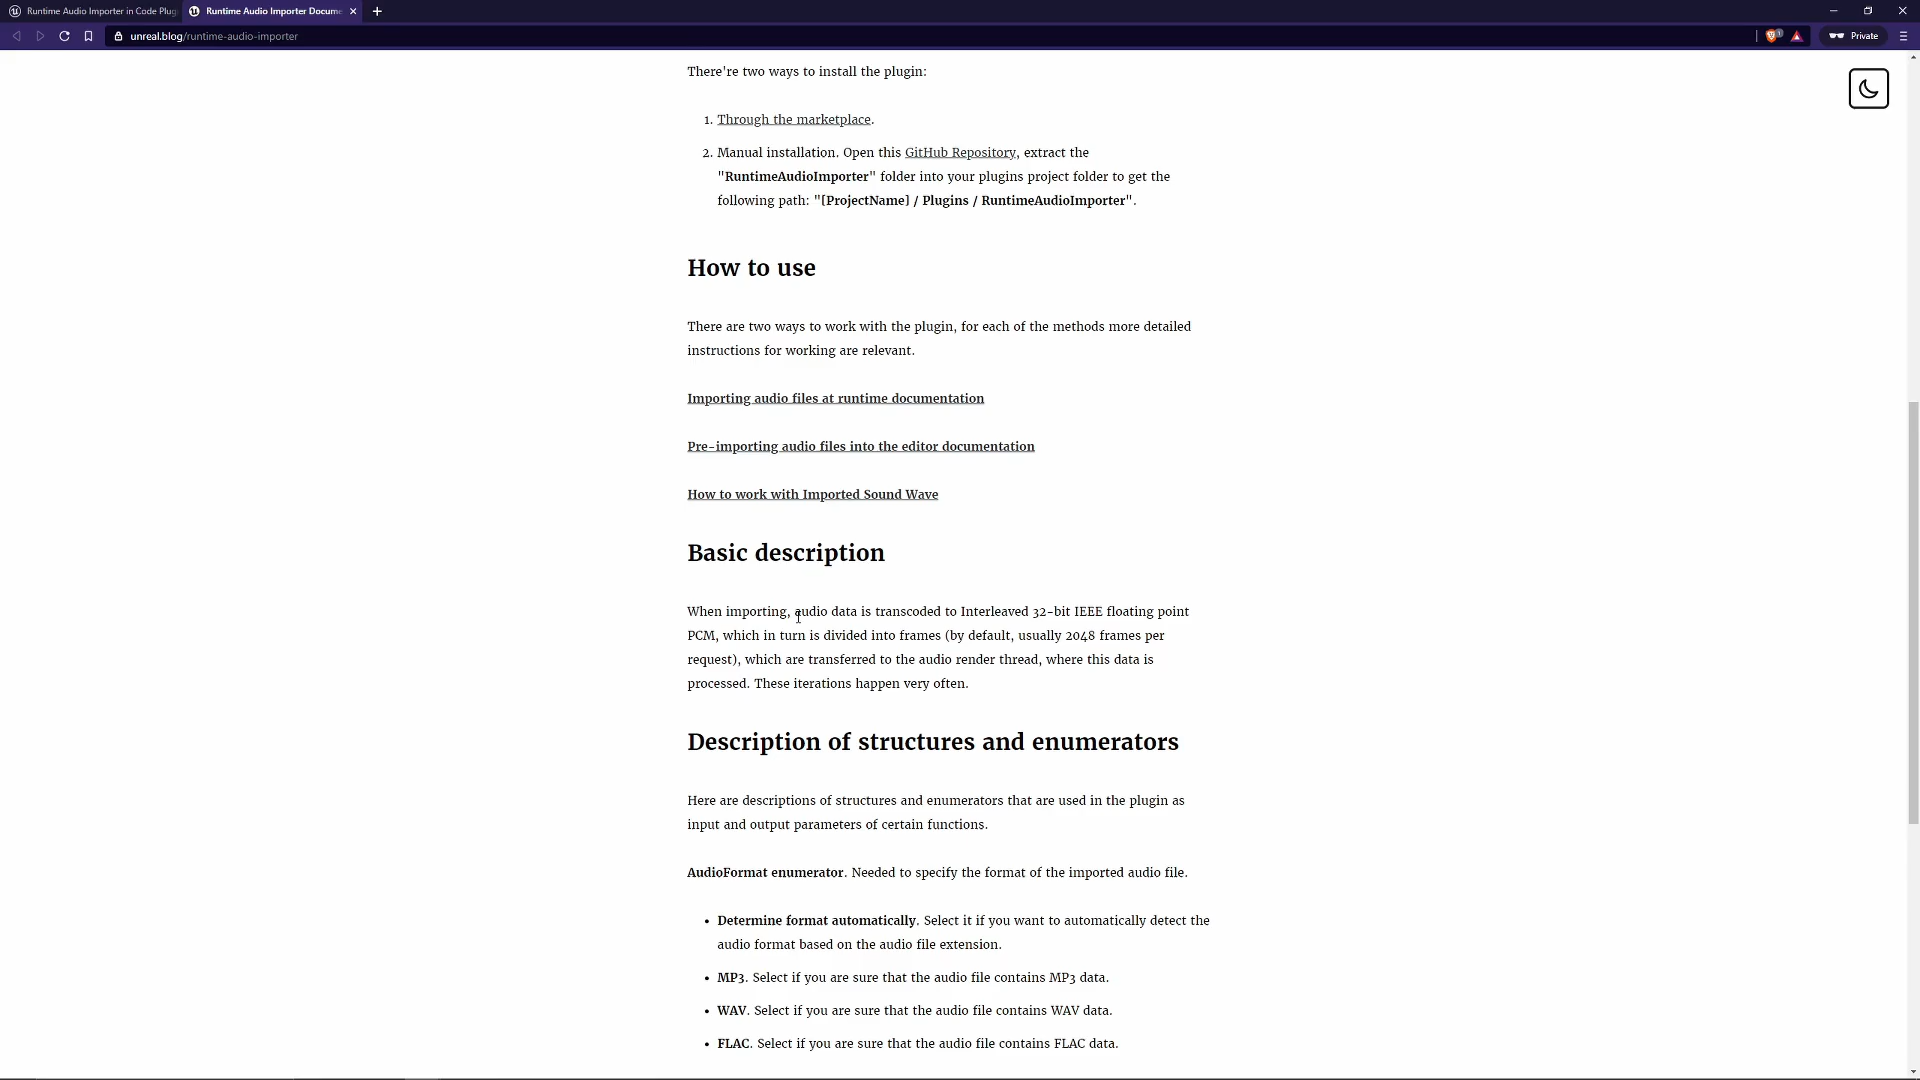 Runtime Audio Importer in Code Plug
Runtime Audio Importer Docume
unreal.blog/runtime-audio-importer
1
Private
There're two ways to install the plugin:
1. Through the marketplace.
2. Manual installation. Open this GitHub Repository, extract the
"RuntimeAudioImporter" folder into your plugins project folder to get the
following path: "[ProjectName] / Plugins / RuntimeAudioImporter".
How to use
There are two ways to work with the plugin, for each of the methods more detailed
instructions for working are relevant.
Importing audio files at runtime documentation
Pre-importing audio files into the editor documentation
How to work with Imported Sound Wave
Basic description
When importing, audio data is transcoded to Interleaved 32-bit IEEE floating point
PCM, which in turn is divided into frames (by default, usually 2048 frames per
request), which are transferred to the audio render thread, where this data is
processed. These iterations happen very often.
Description of structures and enumerators
Here are descriptions of structures and enumerators that are used in the plugin as
input and output parameters of certain functions.
AudioFormat enumerator. Needed to specify the format of the imported audio file.
• Determine format automatically. Select it if you want to automatically detect the
audio format based on the audio file extension.
• MP3. Select if you are sure that the audio file contains MP3 data.
• WAV. Select if you are sure that the audio file contains WAV data.
• FLAC. Select if you are sure that the audio file contains FLAC data.